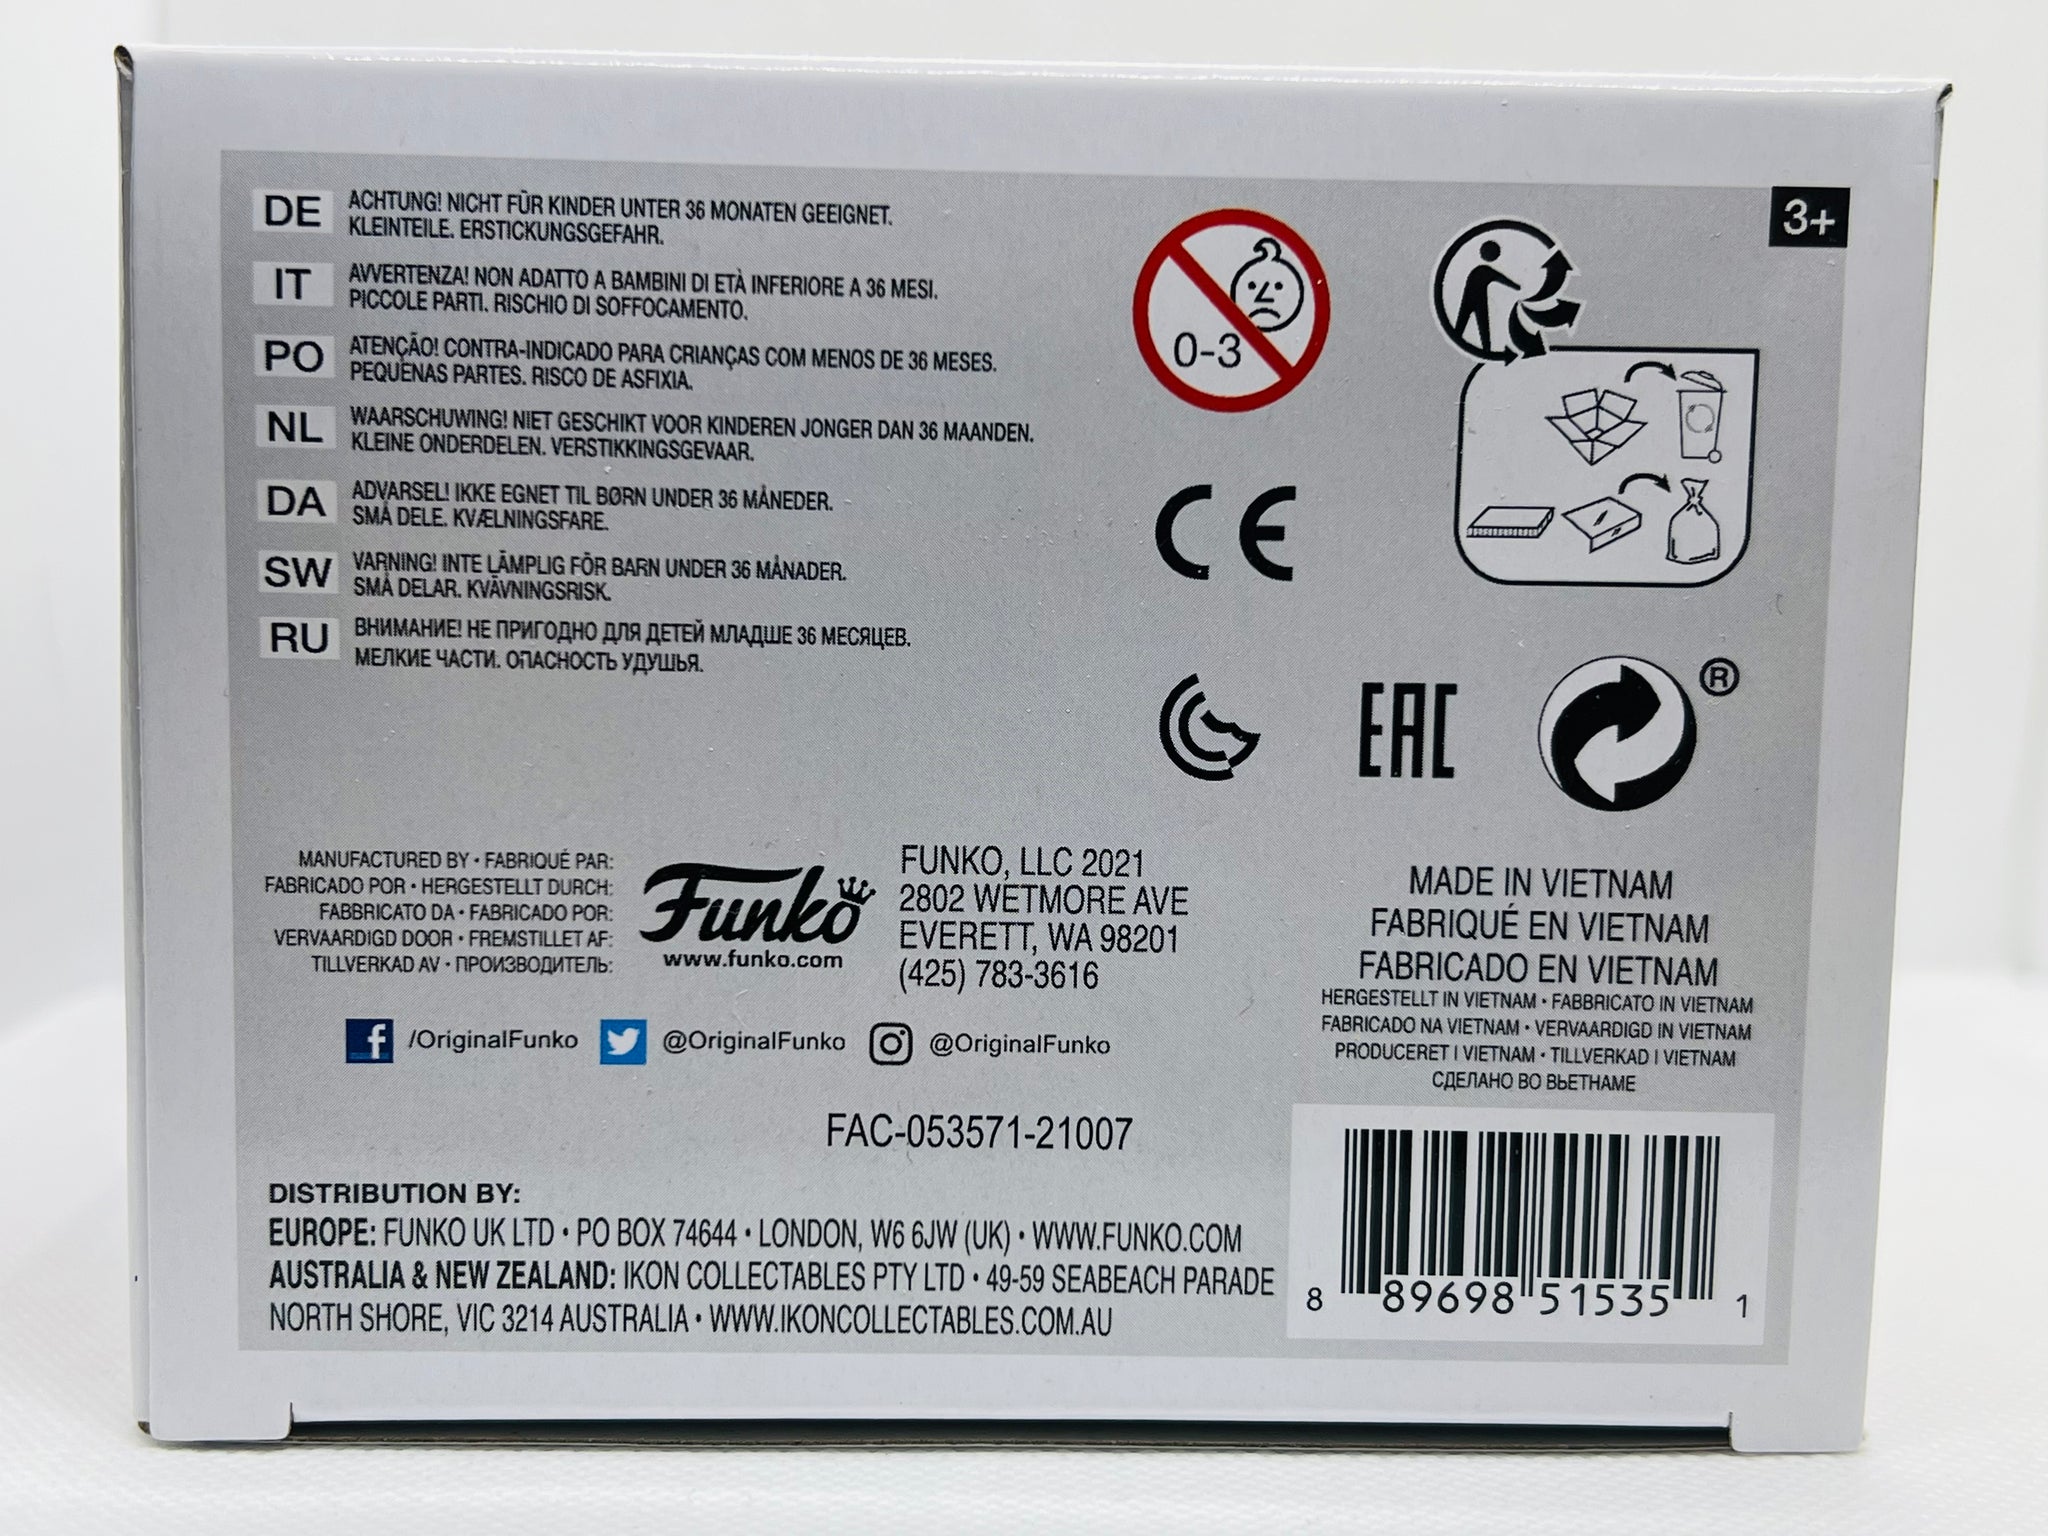 DE
ACHTUNG! NICHT FÜR KINDER UNTER 36 MONATEN GEEIGNET.
KLEINTEILE. ERSTICKUNGSGEFAHR.
IT
AVVERTENZA! NON ADATTO A BAMBINI DI ETÀ INFERIORE A 36 MESI.
PICCOLE PARTI. RISCHIO DI SOFFOCAMENTO.
PO
ATENÇÃO! CONTRA-INDICADO PARA CRIANÇAS COM MENOS DE 36 MESES.
PEQUENAS PARTES. RISCO DE ASFIXIA.
NL
WAARSCHUWING! NIET GESCHIKT VOOR KINDEREN JONGER DAN 36 MAANDEN.
KLEINE ONDERDELEN. VERSTIKKINGSGEVAAR.
DA
ADVARSEL! IKKE EGNET TIL BØRN UNDER 36 MÅNEDER.
SMÅ DELE. KVÆLNINGSFARE.
SW
VARNING! INTE LÄMPLIG FÖR BARN UNDER 36 MÅNADER.
SMÅ DELAR. KVÄVNINGSRISK.
RU
ВНИМАНИЕ! НЕ ПРИГОДНО ДЛЯ ДЕТЕЙ МЛАДШЕ 36 МЕСЯЦЕВ.
МЕЛКИЕ ЧАСТИ. ОПАСНОСТЬ УДУШЬЯ.
0-3
3+
CE
EAC
®
MANUFACTURED BY • FABRIQUÉ PAR:
FABRICADO POR • HERGESTELLT DURCH:
FABBRICATO DA • FABRICADO POR:
VERVAARDIGD DOOR • FREMSTILLET AF:
TILLVERKAD AV • ПРОИЗВОДИТЕЛЬ:
Funko
www.funko.com
FUNKO, LLC 2021
2802 WETMORE AVE
EVERETT, WA 98201
(425) 783-3616
/OriginalFunko
@OriginalFunko
@OriginalFunko
MADE IN VIETNAM
FABRIQUÉ EN VIETNAM
FABRICADO EN VIETNAM
HERGESTELLT IN VIETNAM • FABBRICATO IN VIETNAM
FABRICADO NA VIETNAM • VERVAARDIGD IN VIETNAM
PRODUCERET I VIETNAM • TILLVERKAD I VIETNAM
СДЕЛАНО ВО ВЬЕТНАМЕ
FAC-053571-21007
DISTRIBUTION BY:
EUROPE: FUNKO UK LTD • PO BOX 74644 • LONDON, W6 6JW (UK) • WWW.FUNKO.COM
AUSTRALIA & NEW ZEALAND: IKON COLLECTABLES PTY LTD • 49-59 SEABEACH PARADE
NORTH SHORE, VIC 3214 AUSTRALIA • WWW.IKONCOLLECTABLES.COM.AU
8 89698 51535 1